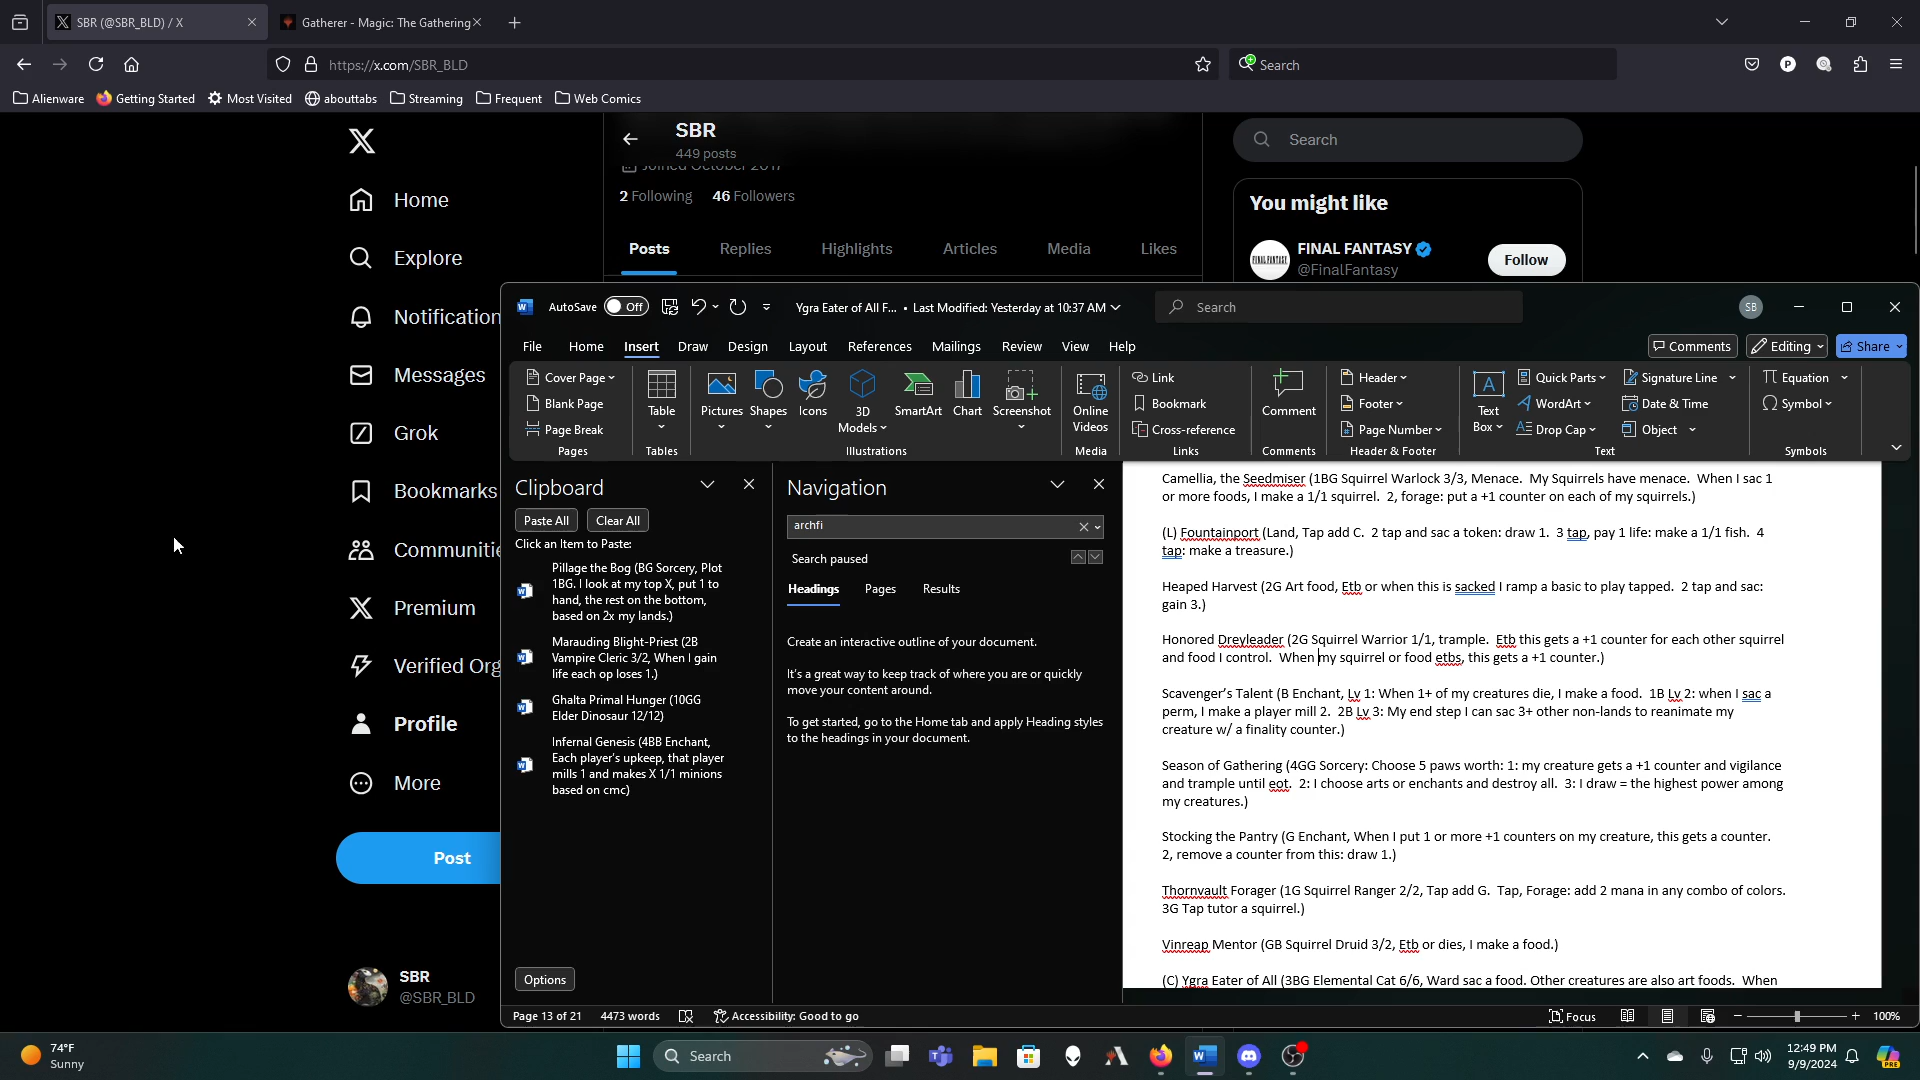 SBR (@SBR_BLD) / X
Gatherer - Magic: The Gathering
https://x.com/SBR_BLD
Search
Alienware
Getting Started
Most Visited
abouttabs
Streaming
Frequent
Web Comics
SBR
449 posts
Joined October 2017
2 Following 46 Followers
Posts
Replies
Highlights
Articles
Media
Likes
Home
Explore
Notification
Messages
Grok
Bookmarks
Communitie
Premium
Verified Org
Profile
More
Post
SBR
@SBR_BLD
Search
You might like
FINAL FANTASY
@FinalFantasy
Follow
AutoSave
Off
Ygra Eater of All F... • Last Modified: Yesterday at 10:37 AM
Search
SB
File
Home
Insert
Draw
Design
Layout
References
Mailings
Review
View
Help
Comments
Editing
Share
Cover Page
Blank Page
Page Break
Pages
Table
Tables
Pictures
Shapes
Icons
3D
Models
SmartArt
Chart
Screenshot
Illustrations
Online
Videos
Media
Link
Bookmark
Cross-reference
Links
Comment
Comments
Header
Footer
Page Number
Header & Footer
Text
Box
Quick Parts
WordArt
Drop Cap
Signature Line
Date & Time
Object
Text
Equation
Symbol
Symbols
Clipboard
Paste All
Clear All
Click an Item to Paste:
Pillage the Bog (BG Sorcery, Plot
1BG. I look at my top X, put 1 to
hand, the rest on the bottom,
based on 2x my lands.)
Marauding Blight-Priest (2B
Vampire Cleric 3/2, When I gain
life each op loses 1.)
Ghalta Primal Hunger (10GG
Elder Dinosaur 12/12)
Infernal Genesis (4BB Enchant,
Each player's upkeep, that player
mills 1 and makes X 1/1 minions
based on cmc)
Options
Navigation
archfi
Search paused
Headings
Pages
Results
Create an interactive outline of your document.
It's a great way to keep track of where you are or quickly
move your content around.
To get started, go to the Home tab and apply Heading styles
to the headings in your document.
Camellia, the Seedmiser (1BG Squirrel Warlock 3/3, Menace. My Squirrels have menace. When I sac 1
or more foods, I make a 1/1 squirrel. 2, forage: put a +1 counter on each of my squirrels.)
(L) Fountainport (Land, Tap add C. 2 tap and sac a token: draw 1. 3 tap, pay 1 life: make a 1/1 fish. 4
tap: make a treasure.)
Heaped Harvest (2G Art food, Etb or when this is sacked I ramp a basic to play tapped. 2 tap and sac:
gain 3.)
Honored Dreyleader (2G Squirrel Warrior 1/1, trample. Etb this gets a +1 counter for each other squirrel
and food I control. When my squirrel or food etbs, this gets a +1 counter.)
Scavenger's Talent (B Enchant, Lv 1: When 1+ of my creatures die, I make a food. 1B Lv 2: when I sac a
perm, I make a player mill 2. 2B Lv 3: My end step I can sac 3+ other non-lands to reanimate my
creature w/ a finality counter.)
Season of Gathering (4GG Sorcery: Choose 5 paws worth: 1: my creature gets a +1 counter and vigilance
and trample until eot. 2: I choose arts or enchants and destroy all. 3: I draw = the highest power among
my creatures.)
Stocking the Pantry (G Enchant, When I put 1 or more +1 counters on my creature, this gets a counter.
2, remove a counter from this: draw 1.)
Thornvault Forager (1G Squirrel Ranger 2/2, Tap add G. Tap, Forage: add 2 mana in any combo of colors.
3G Tap tutor a squirrel.)
Vinreap Mentor (GB Squirrel Druid 3/2, Etb or dies, I make a food.)
(C) Ygra Eater of All (3BG Elemental Cat 6/6, Ward sac a food. Other creatures are also art foods. When
Page 13 of 21
4473 words
Accessibility: Good to go
Focus
100%
74°F
Sunny
Search
12:49 PM
9/9/2024